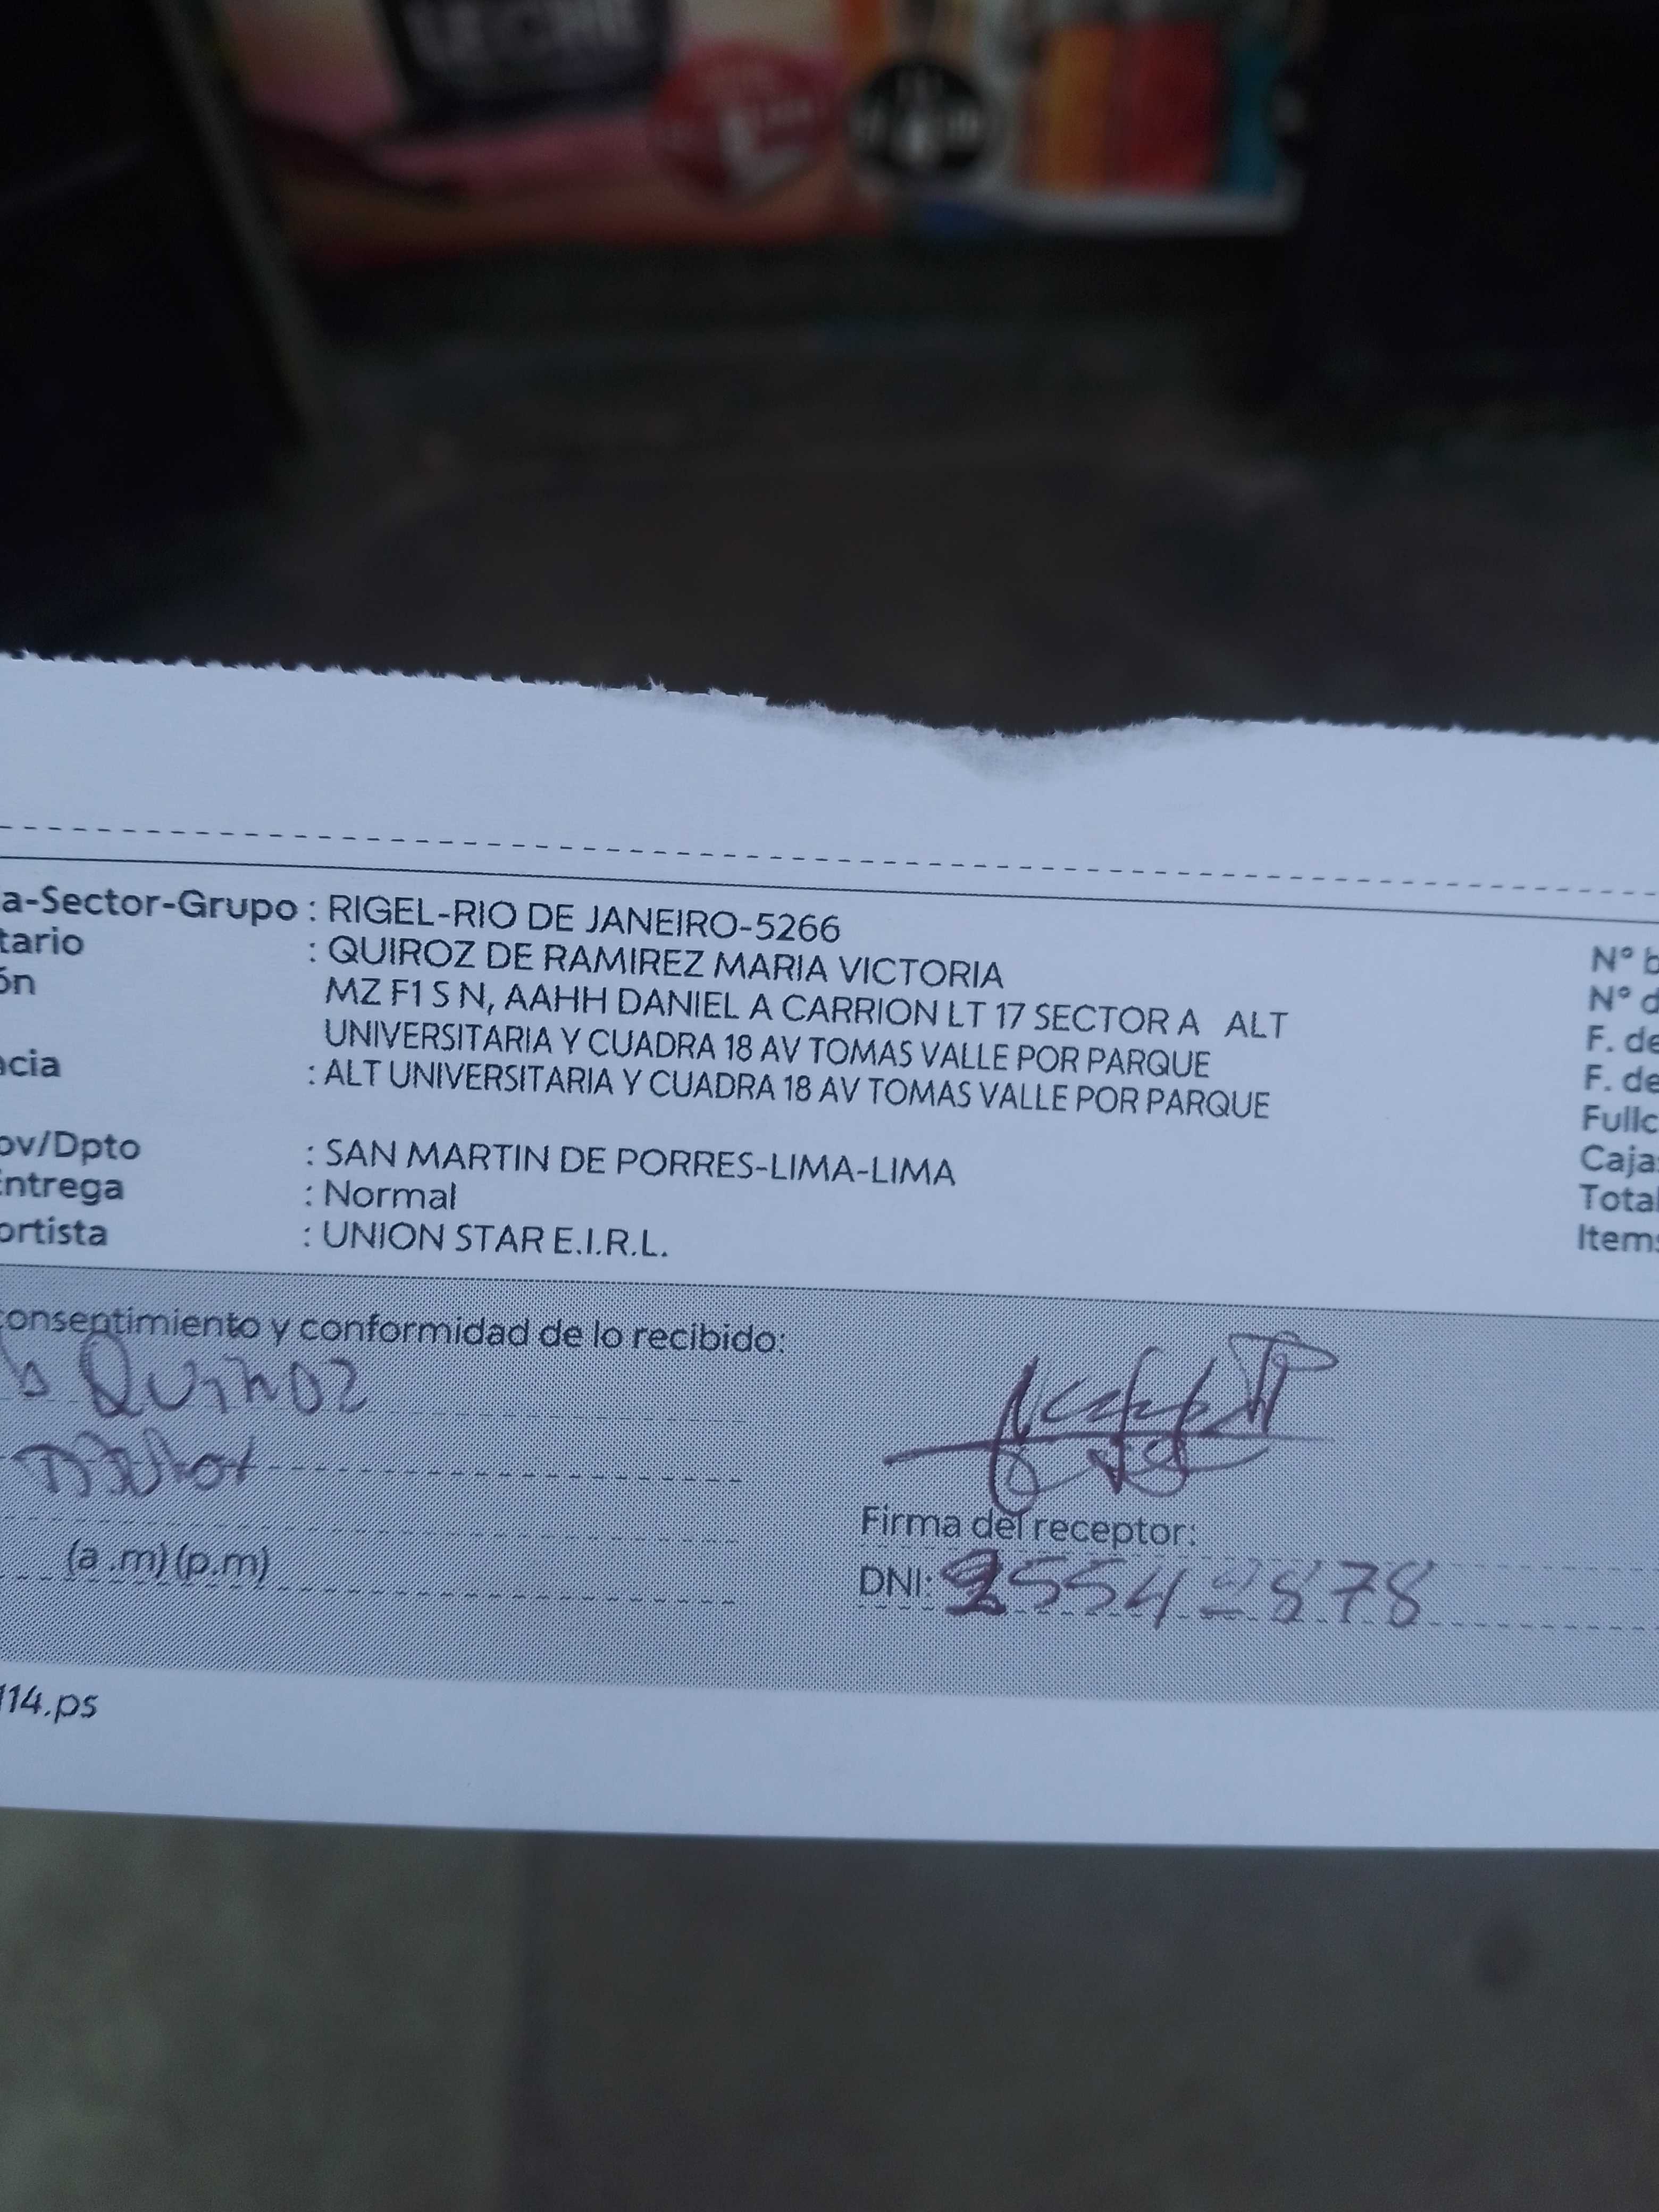 LECHE
a-Sector-Grupo : RIGEL-RIO DE JANEIRO-5266
tario : QUIROZ DE RAMIREZ MARIA VICTORIA
ón MZ F1 S N, AAHH DANIEL A CARRION LT 17 SECTOR A ALT
UNIVERSITARIA Y CUADRA 18 AV TOMAS VALLE POR PARQUE
ncia : ALT UNIVERSITARIA Y CUADRA 18 AV TOMAS VALLE POR PARQUE
ov/Dpto : SAN MARTIN DE PORRES-LIMA-LIMA
Entrega : Normal
ortista : UNION STAR E.I.R.L.
N° b
N° d
F. de
F. de
Fullc
Caja
Total
Items
consentimiento y conformidad de lo recibido:
Quiroz
(a .m) (p.m)
Firma del receptor:
DNI: 25542878
114.ps